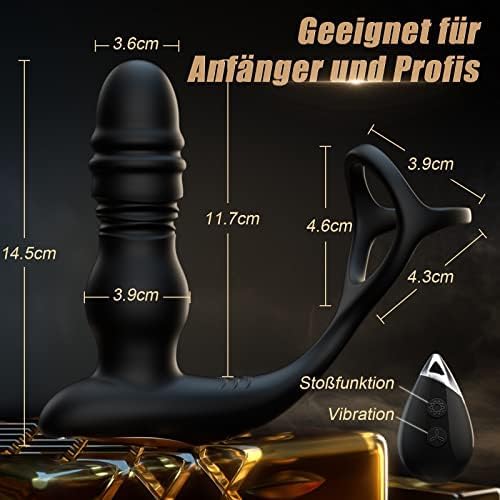 Geeignet für
Anfänger und Profis
3.6cm
3.9cm
4.6cm
11.7cm
14.5cm
4.3cm
3.9cm
Stoßfunktion
Vibration